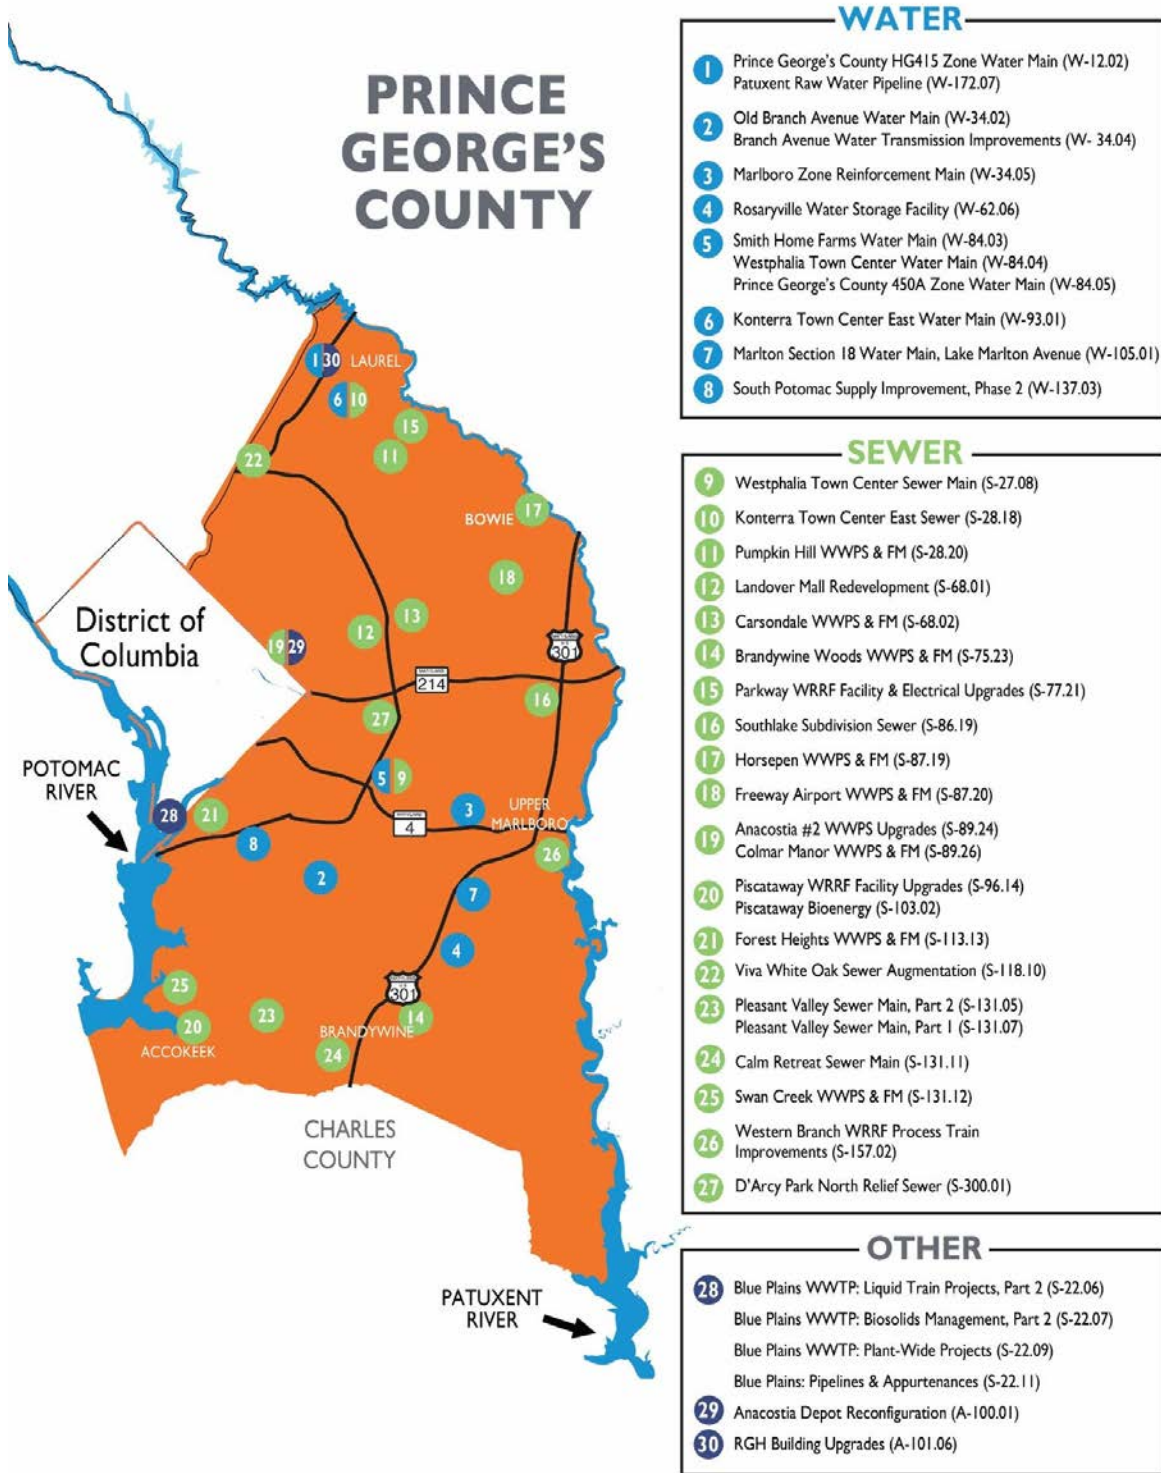 PRINCE
GEORGE'S
COUNTY
1 30 LAUREL
6 10
15
11
22
BOWIE 17
18
13
12
19 29
District of
Columbia
MARYLAND
214
U S
301
16
27
POTOMAC
RIVER
5 9
28
21
3
UPPER
MARLBORO
MARYLAND
4
8
26
2
7
4
25
301
20
23
14
ACCOKEEK
BRANDYWINE
24
CHARLES
COUNTY
PATUXENT
RIVER
WATER
1 Prince George's County HG415 Zone Water Main (W-12.02)
Patuxent Raw Water Pipeline (W-172.07)
2 Old Branch Avenue Water Main (W-34.02)
Branch Avenue Water Transmission Improvements (W- 34.04)
3 Marlboro Zone Reinforcement Main (W-34.05)
4 Rosaryville Water Storage Facility (W-62.06)
5 Smith Home Farms Water Main (W-84.03)
Westphalia Town Center Water Main (W-84.04)
Prince George's County 450A Zone Water Main (W-84.05)
6 Konterra Town Center East Water Main (W-93.01)
7 Marlton Section 18 Water Main, Lake Marlton Avenue (W-105.01)
8 South Potomac Supply Improvement, Phase 2 (W-137.03)
SEWER
9 Westphalia Town Center Sewer Main (S-27.08)
10 Konterra Town Center East Sewer (S-28.18)
11 Pumpkin Hill WWPS & FM (S-28.20)
12 Landover Mall Redevelopment (S-68.01)
13 Carsondale WWPS & FM (S-68.02)
14 Brandywine Woods WWPS & FM (S-75.23)
15 Parkway WRRF Facility & Electrical Upgrades (S-77.21)
16 Southlake Subdivision Sewer (S-86.19)
17 Horsepen WWPS & FM (S-87.19)
18 Freeway Airport WWPS & FM (S-87.20)
19 Anacostia #2 WWPS Upgrades (S-89.24)
Colmar Manor WWPS & FM (S-89.26)
20 Piscataway WRRF Facility Upgrades (S-96.14)
Piscataway Bioenergy (S-103.02)
21 Forest Heights WWPS & FM (S-113.13)
22 Viva White Oak Sewer Augmentation (S-118.10)
23 Pleasant Valley Sewer Main, Part 2 (S-131.05)
Pleasant Valley Sewer Main, Part 1 (S-131.07)
24 Calm Retreat Sewer Main (S-131.11)
25 Swan Creek WWPS & FM (S-131.12)
26 Western Branch WRRF Process Train
Improvements (S-157.02)
27 D'Arcy Park North Relief Sewer (S-300.01)
OTHER
28 Blue Plains WWTP: Liquid Train Projects, Part 2 (S-22.06)
Blue Plains WWTP: Biosolids Management, Part 2 (S-22.07)
Blue Plains WWTP: Plant-Wide Projects (S-22.09)
Blue Plains: Pipelines & Appurtenances (S-22.11)
29 Anacostia Depot Reconfiguration (A-100.01)
30 RGH Building Upgrades (A-101.06)